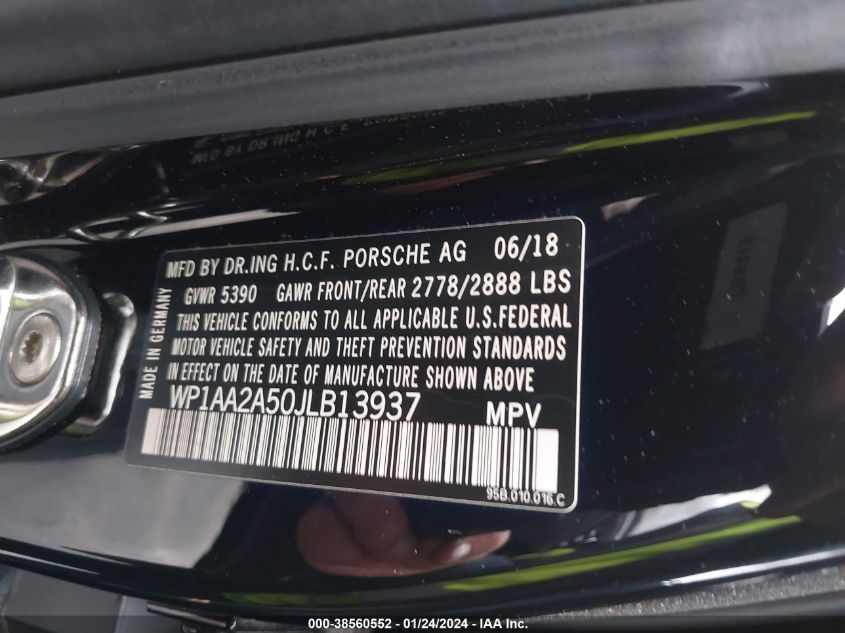 MFD BY DR.ING H.C.F. PORSCHE AG 06/18
GVWR 5390 GAWR FRONT/REAR 2778/2888 LBS
THIS VEHICLE CONFORMS TO ALL APPLICABLE U.S.FEDERAL
MOTOR VEHICLE SAFETY AND THEFT PREVENTION STANDARDS
IN EFFECT ON THE DATE OF MANUFACTURE SHOWN ABOVE
MADE IN GERMANY
WP1AA2A50JLB13937 MPV
95B.010.016.C
000-38560552 - 01/24/2024 - IAA Inc.